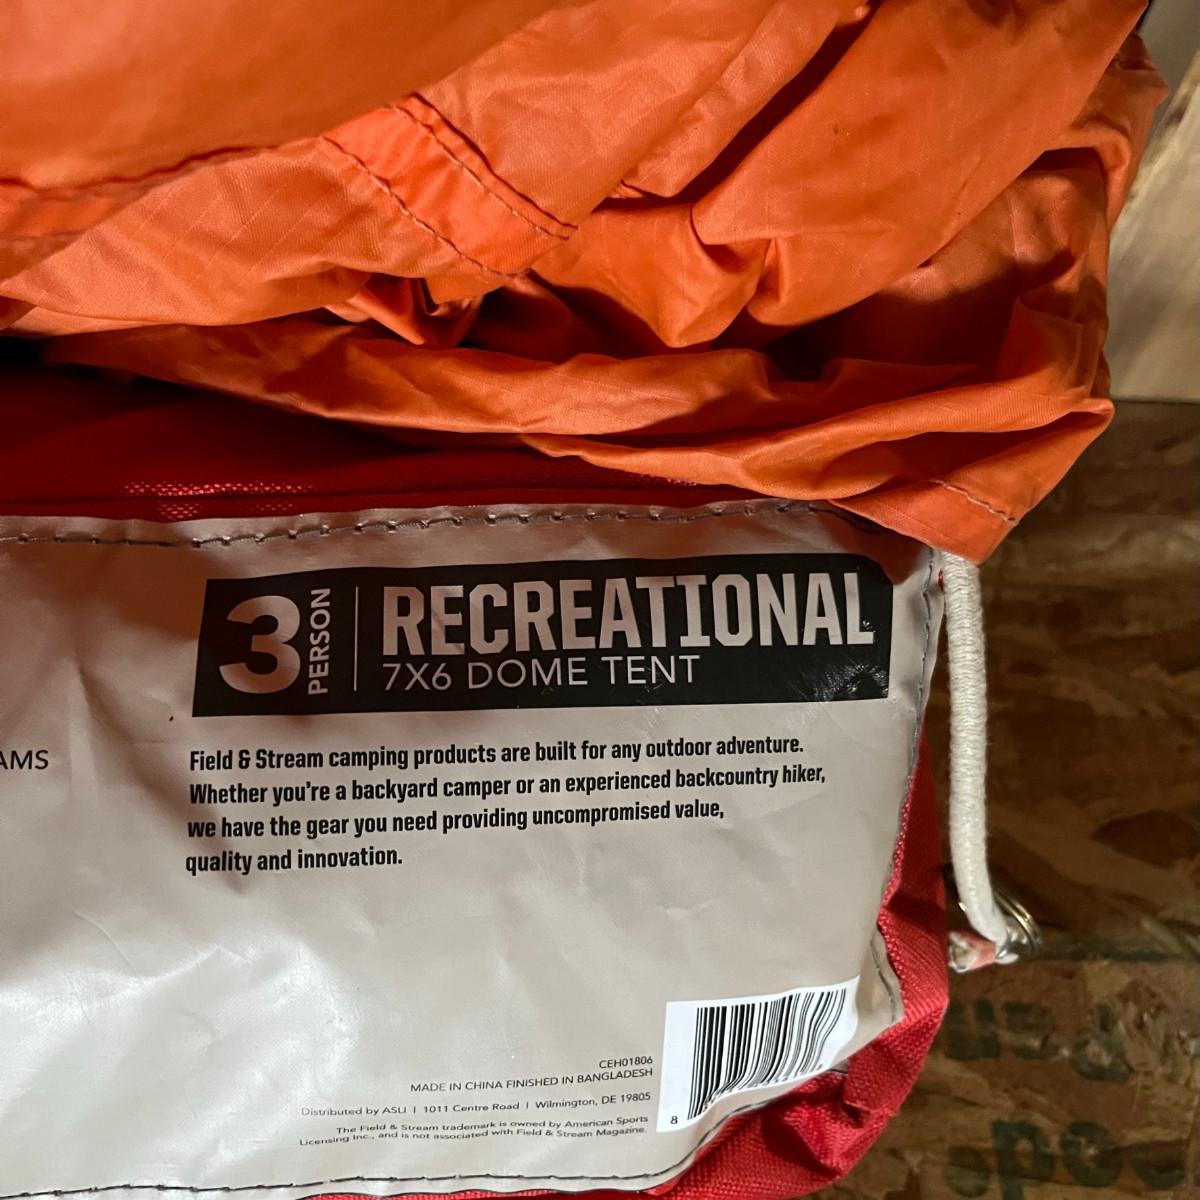 3 PERSON
RECREATIONAL
7X6 DOME TENT
AMS
Field & Stream camping products are built for any outdoor adventure.
Whether you're a backyard camper or an experienced backcountry hiker,
we have the gear you need providing uncompromised value,
quality and innovation.
CEH01806
MADE IN CHINA FINISHED IN BANGLADESH
Distributed by ASLI | 1011 Centre Road | Wilmington, DE 19805
The Field & Stream trademark is owned by American Sports
Licensing Inc., and is not associated with Field & Stream Magazine.
8